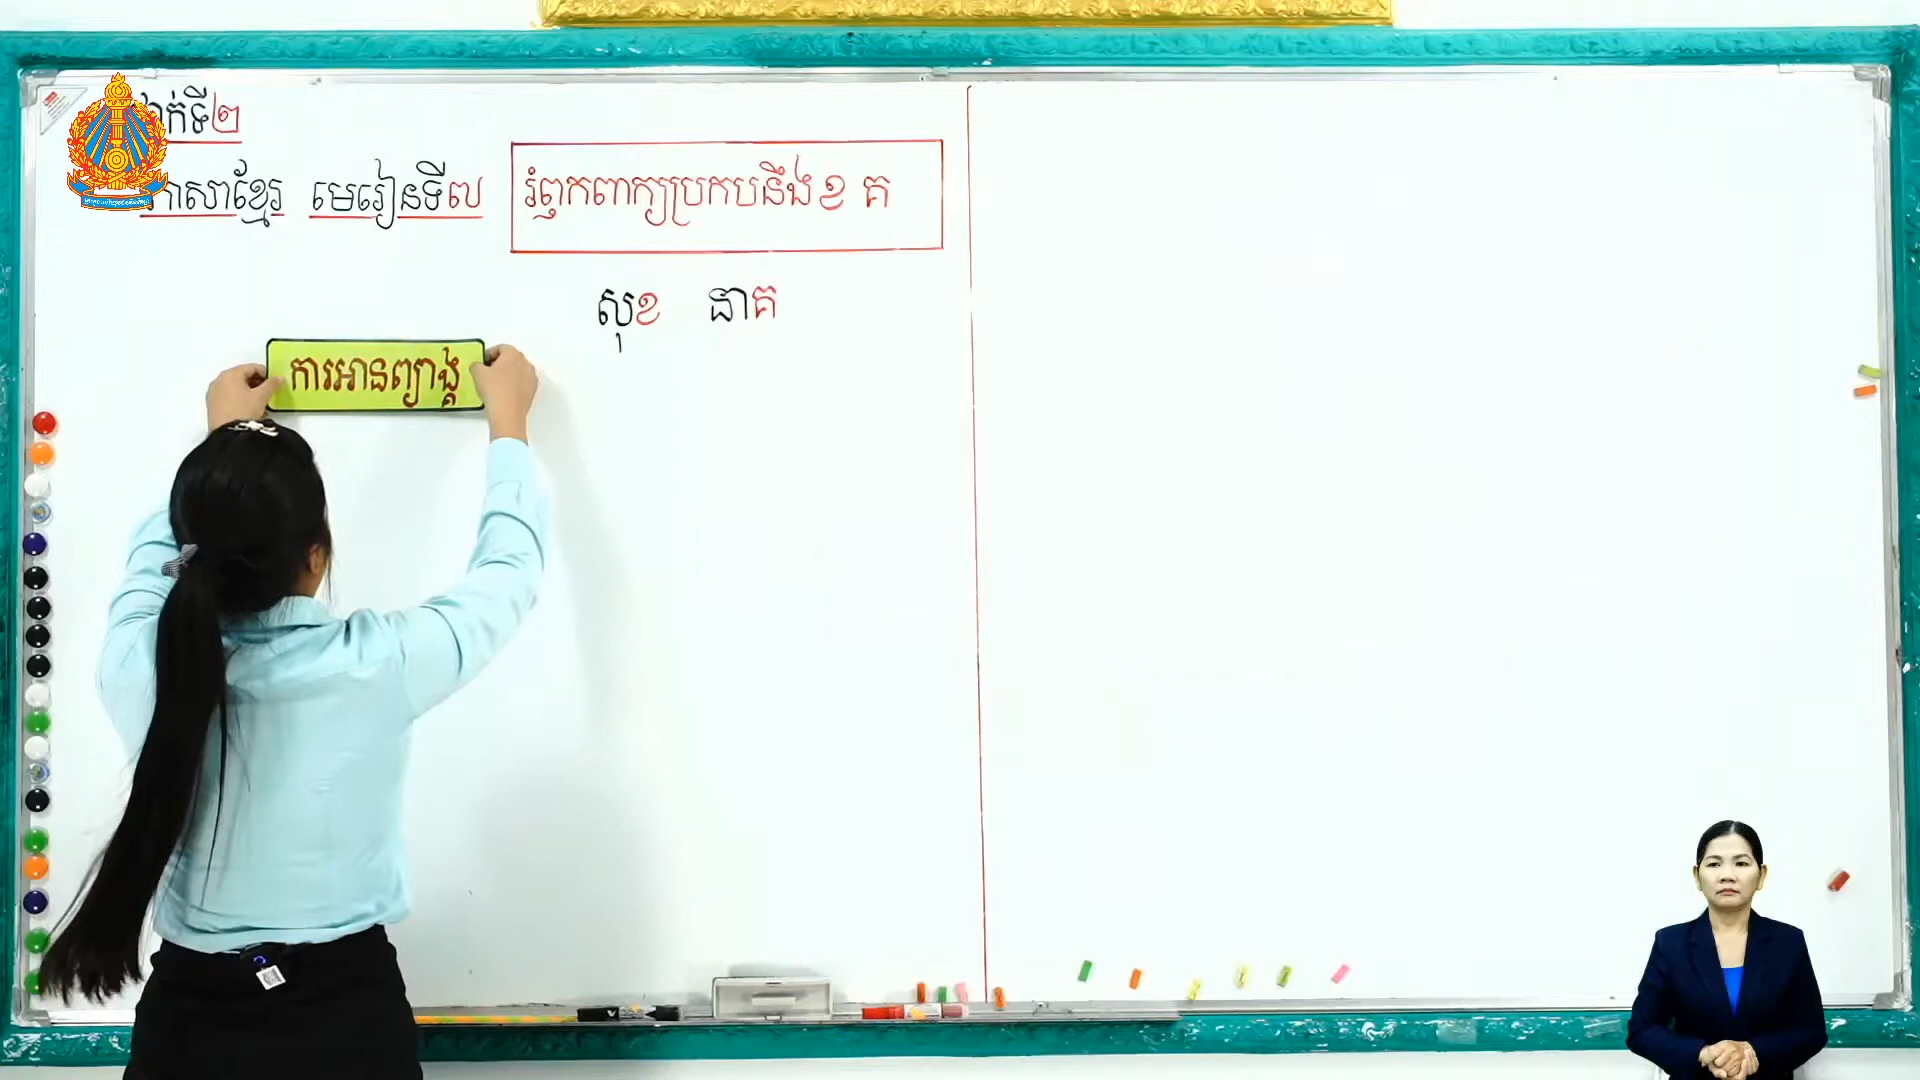 ថ្នាក់ទី២
ភាសាខ្មែរ មេរៀនទី៧ រំឭកពាក្យប្រកបនឹង ខ គ
សុខ នាគ
ការអានព្យាង្គ